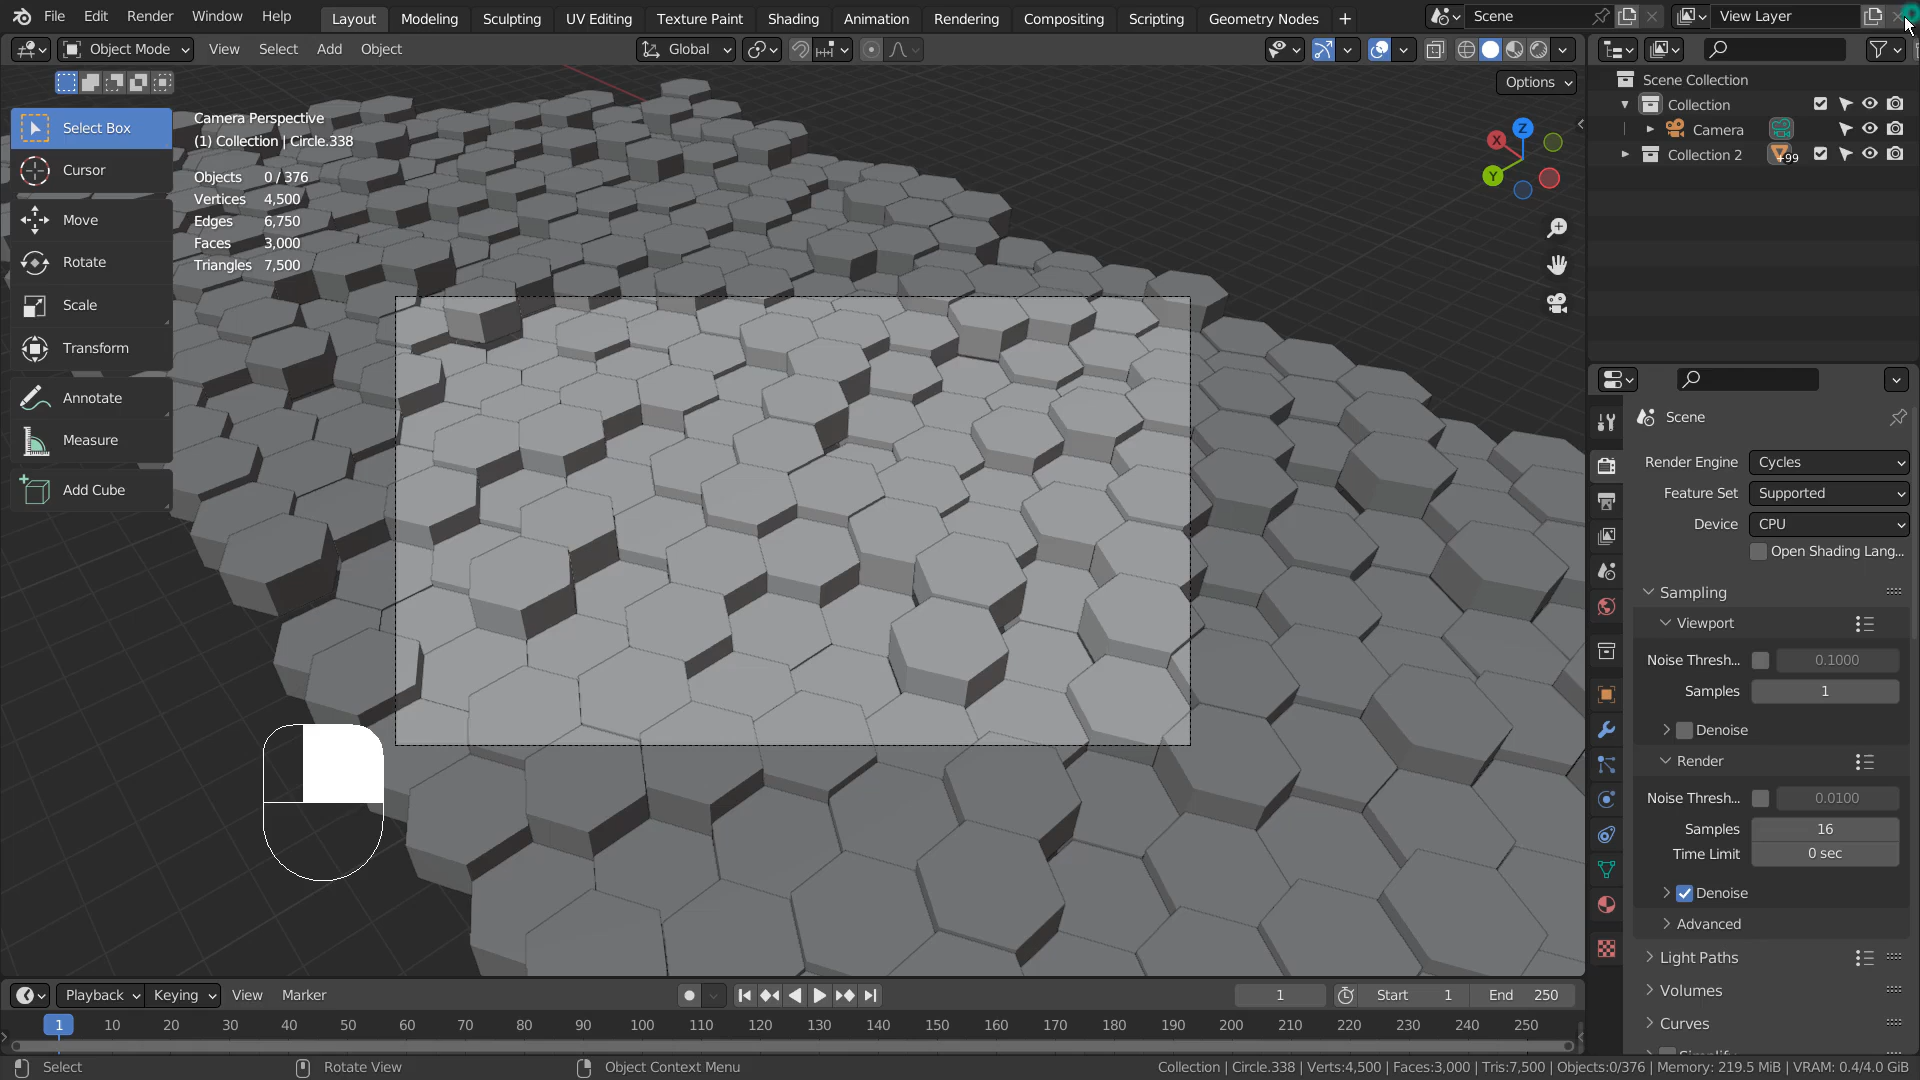 File Edit Render Window Help Layout Modeling Sculpting UV Editing Texture Paint Shading Animation Rendering Compositing Scripting Geometry Nodes + Scene View Layer
Object Mode View Select Add Object Global
Options
Select Box
Cursor
Move
Rotate
Scale
Transform
Annotate
Measure
Add Cube
Camera Perspective
(1) Collection | Circle.338
Objects 0 / 376
Vertices 4,500
Edges 6,750
Faces 3,000
Triangles 7,500
Z
X
Y
Scene Collection
Collection
Camera
Collection 2 +99
Scene
Render Engine Cycles
Feature Set Supported
Device CPU
Open Shading Lang...
Sampling
Viewport
Noise Thresh... 0.1000
Samples 1
Denoise
Render
Noise Thresh... 0.0100
Samples 16
Time Limit 0 sec
Denoise
Advanced
Light Paths
Volumes
Curves
Playback Keying View Marker 1 Start 1 End 250
1 10 20 30 40 50 60 70 80 90 100 110 120 130 140 150 160 170 180 190 200 210 220 230 240 250
Select Rotate View Object Context Menu Collection | Circle.338 | Verts:4,500 | Faces:3,000 | Tris:7,500 | Objects:0/376 | Memory: 219.5 MiB | VRAM: 0.4/4.0 GiB